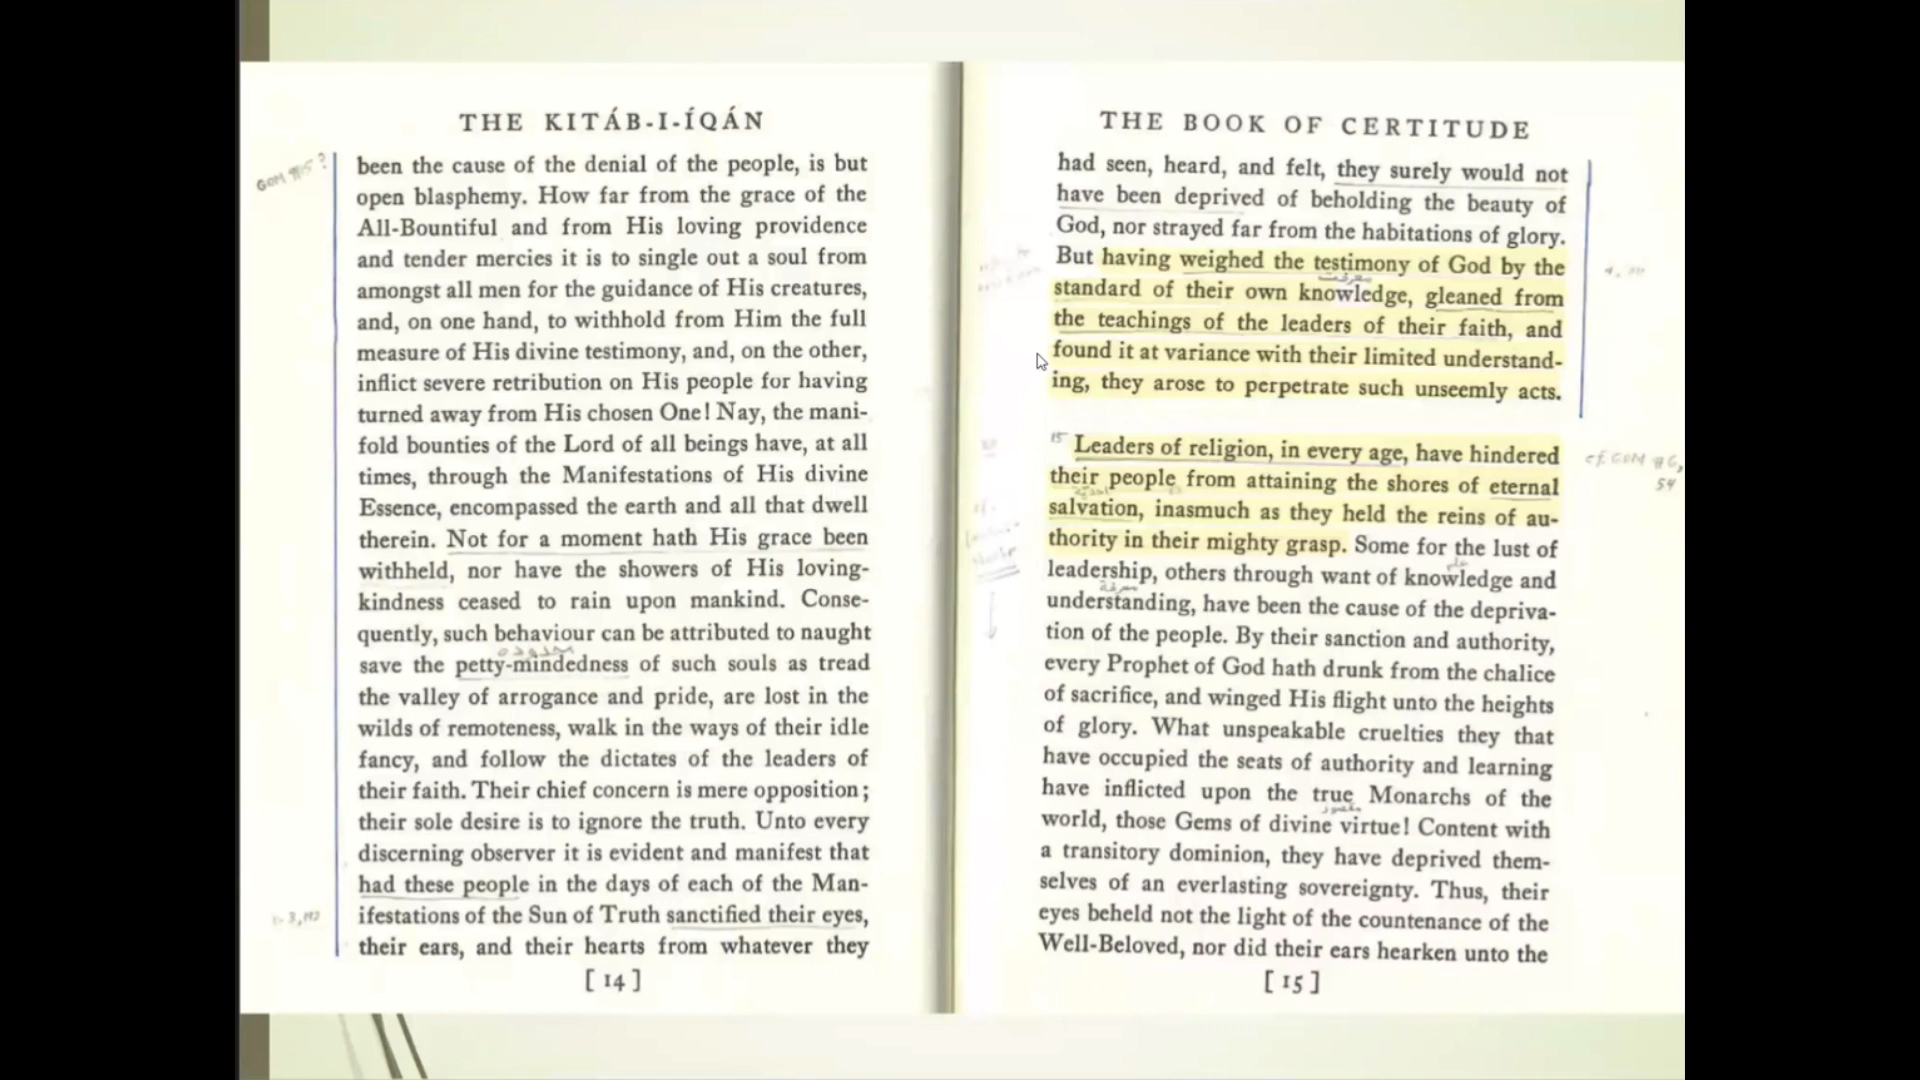 THE KITÁB-I-ÍQÁN
GOM ¶15?
been the cause of the denial of the people, is but
open blasphemy. How far from the grace of the
All-Bountiful and from His loving providence
and tender mercies it is to single out a soul from
amongst all men for the guidance of His creatures,
and, on one hand, to withhold from Him the full
measure of His divine testimony, and, on the other,
inflict severe retribution on His people for having
turned away from His chosen One! Nay, the mani-
fold bounties of the Lord of all beings have, at all
times, through the Manifestations of His divine
Essence, encompassed the earth and all that dwell
therein. Not for a moment hath His grace been
withheld, nor have the showers of His loving-
kindness ceased to rain upon mankind. Conse-
quently, such behaviour can be attributed to naught
save the petty-mindedness of such souls as tread
the valley of arrogance and pride, are lost in the
wilds of remoteness, walk in the ways of their idle
fancy, and follow the dictates of the leaders of
their faith. Their chief concern is mere opposition;
their sole desire is to ignore the truth. Unto every
discerning observer it is evident and manifest that
had these people in the days of each of the Man-
ifestations of the Sun of Truth sanctified their eyes,
their ears, and their hearts from whatever they
[ 14 ]
THE BOOK OF CERTITUDE
had seen, heard, and felt, they surely would not
have been deprived of beholding the beauty of
God, nor strayed far from the habitations of glory.
But having weighed the testimony of God by the
معرفت
standard of their own knowledge, gleaned from
the teachings of the leaders of their faith, and
found it at variance with their limited understand-
ing, they arose to perpetrate such unseemly acts.
15 Leaders of religion, in every age, have hindered
cf. GOM ¶6,
54
their people from attaining the shores of eternal
salvation, inasmuch as they held the reins of au-
thority in their mighty grasp. Some for the lust of
علم
leadership, others through want of knowledge and
معرفة
understanding, have been the cause of the depriva-
tion of the people. By their sanction and authority,
every Prophet of God hath drunk from the chalice
of sacrifice, and winged His flight unto the heights
of glory. What unspeakable cruelties they that
have occupied the seats of authority and learning
have inflicted upon the true Monarchs of the
world, those Gems of divine virtue! Content with
a transitory dominion, they have deprived them-
selves of an everlasting sovereignty. Thus, their
eyes beheld not the light of the countenance of the
Well-Beloved, nor did their ears hearken unto the
[ 15 ]